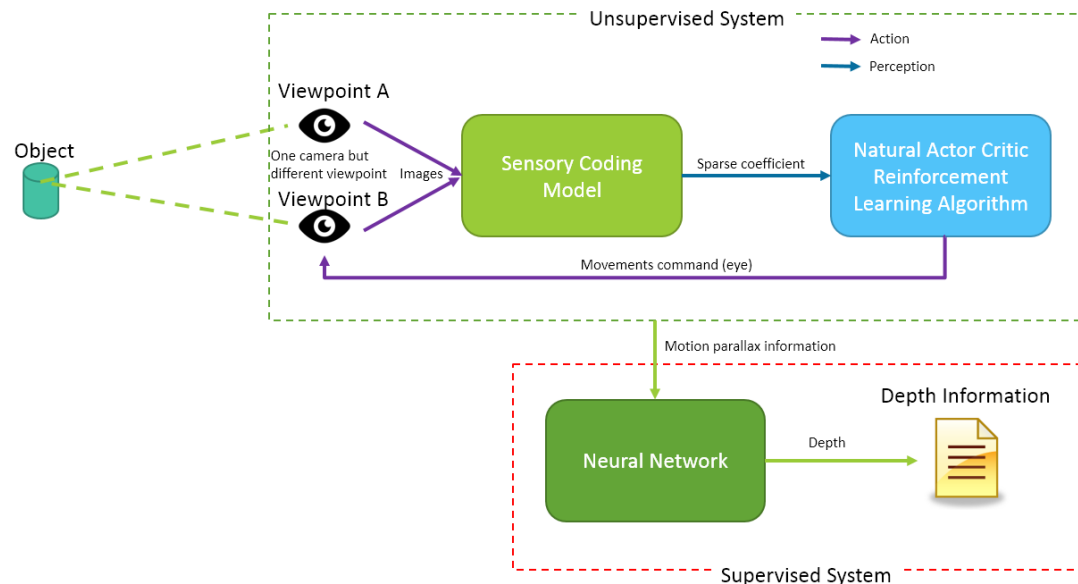 Unsupervised System
Action
Perception
Viewpoint A
Object
One camera but
different viewpoint
Images
Viewpoint B
Sensory Coding
Model
Sparse coefficient
Natural Actor Critic
Reinforcement
Learning Algorithm
Movements command (eye)
Motion parallax information
Neural Network
Depth
Depth Information
Supervised System